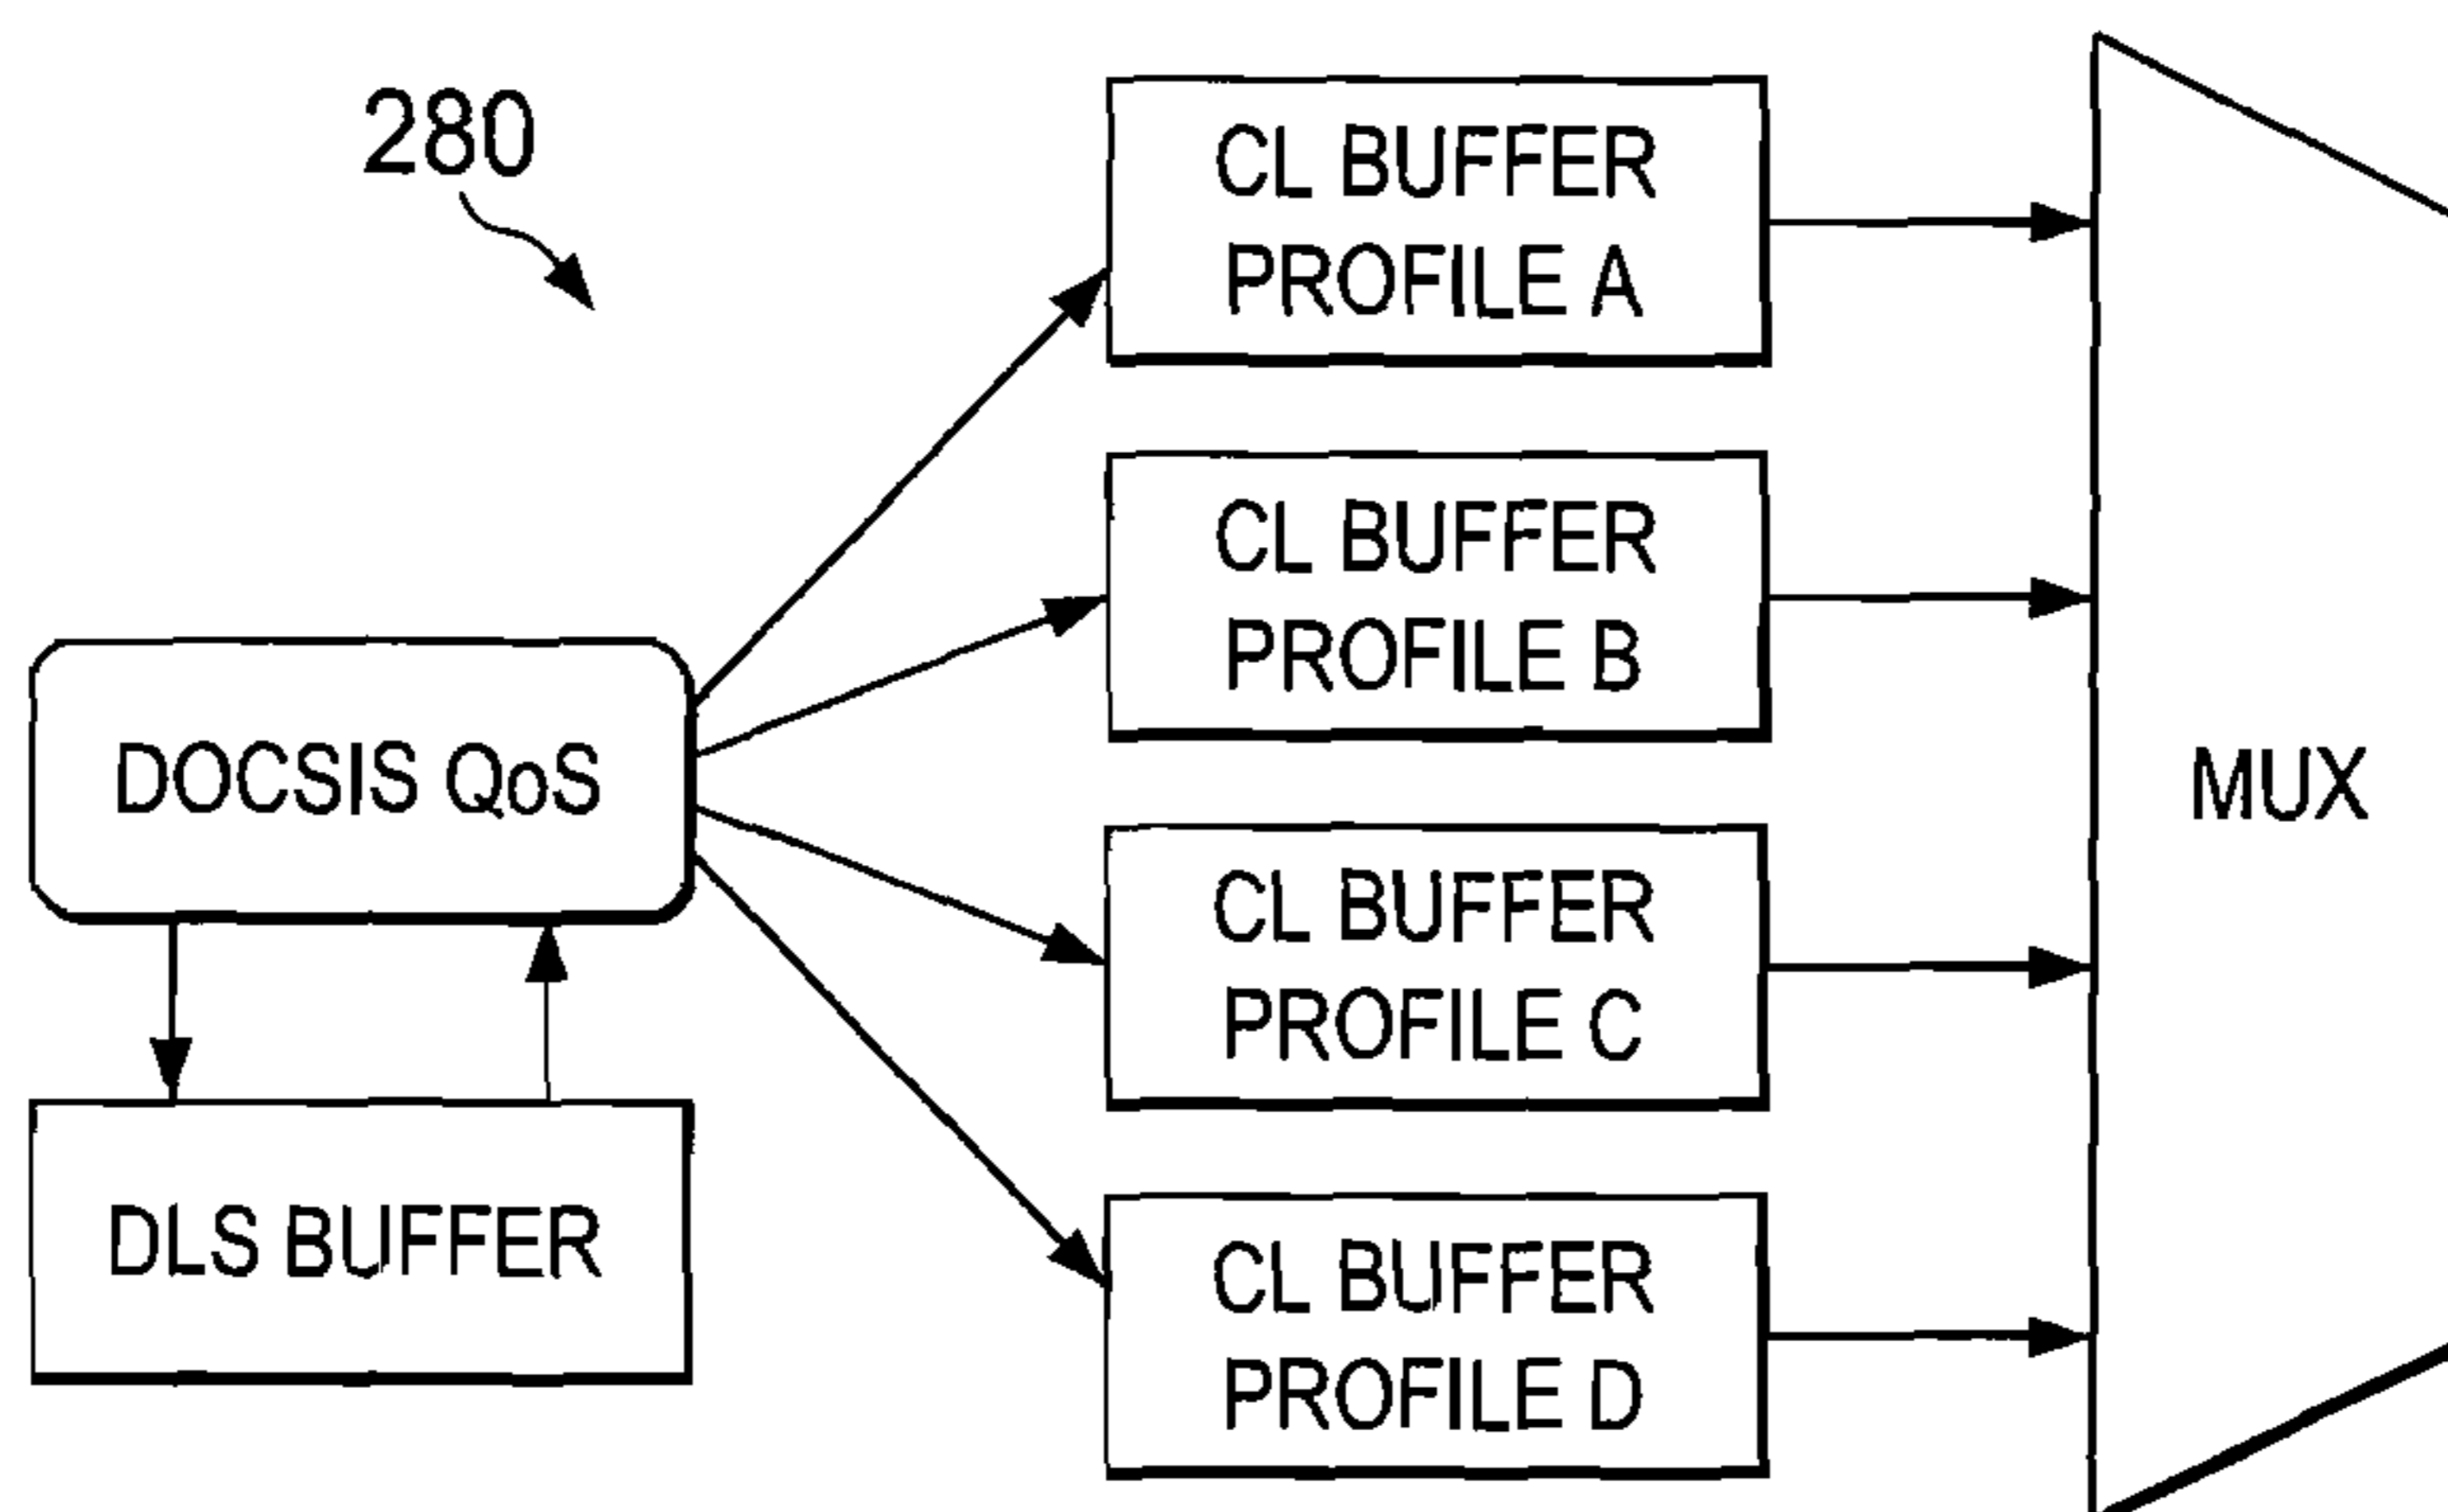 280
CL BUFFER
PROFILE A
CL BUFFER
PROFILE B
DOCSIS QoS
MUX
CL BUFFER
PROFILE C
DLS BUFFER
CL BUFFER
PROFILE D